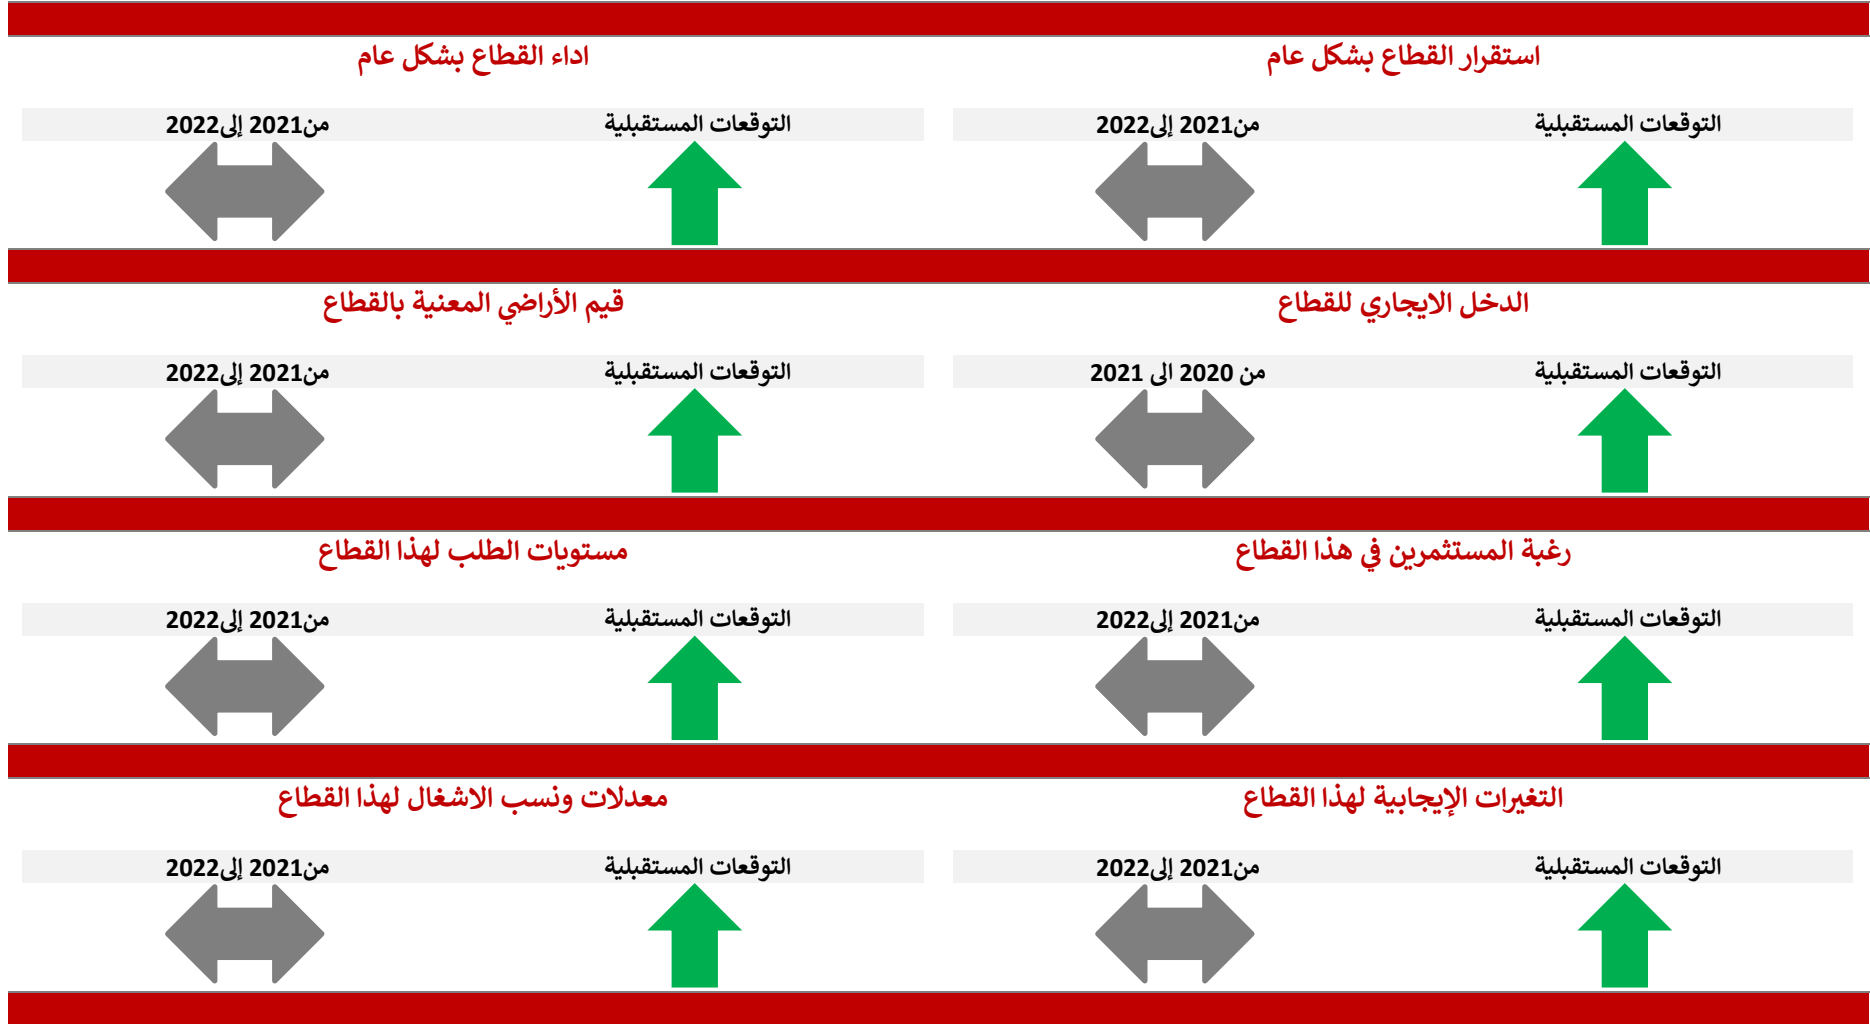 استقرار القطاع بشكل عام
اداء القطاع بشكل عام
التوقعات المستقبلية
من2021 إلى2022
التوقعات المستقبلية
من2021 إلى2022
الدخل الايجاري للقطاع
قيم الأراضي المعنية بالقطاع
التوقعات المستقبلية
من 2020 الى 2021
التوقعات المستقبلية
من2021 إلى2022
رغبة المستثمرين في هذا القطاع
مستويات الطلب لهذا القطاع
التوقعات المستقبلية
من2021 إلى2022
التوقعات المستقبلية
من2021 إلى2022
التغيرات الإيجابية لهذا القطاع
معدلات ونسب الاشغال لهذا القطاع
التوقعات المستقبلية
من2021 إلى2022
التوقعات المستقبلية
من2021 إلى2022